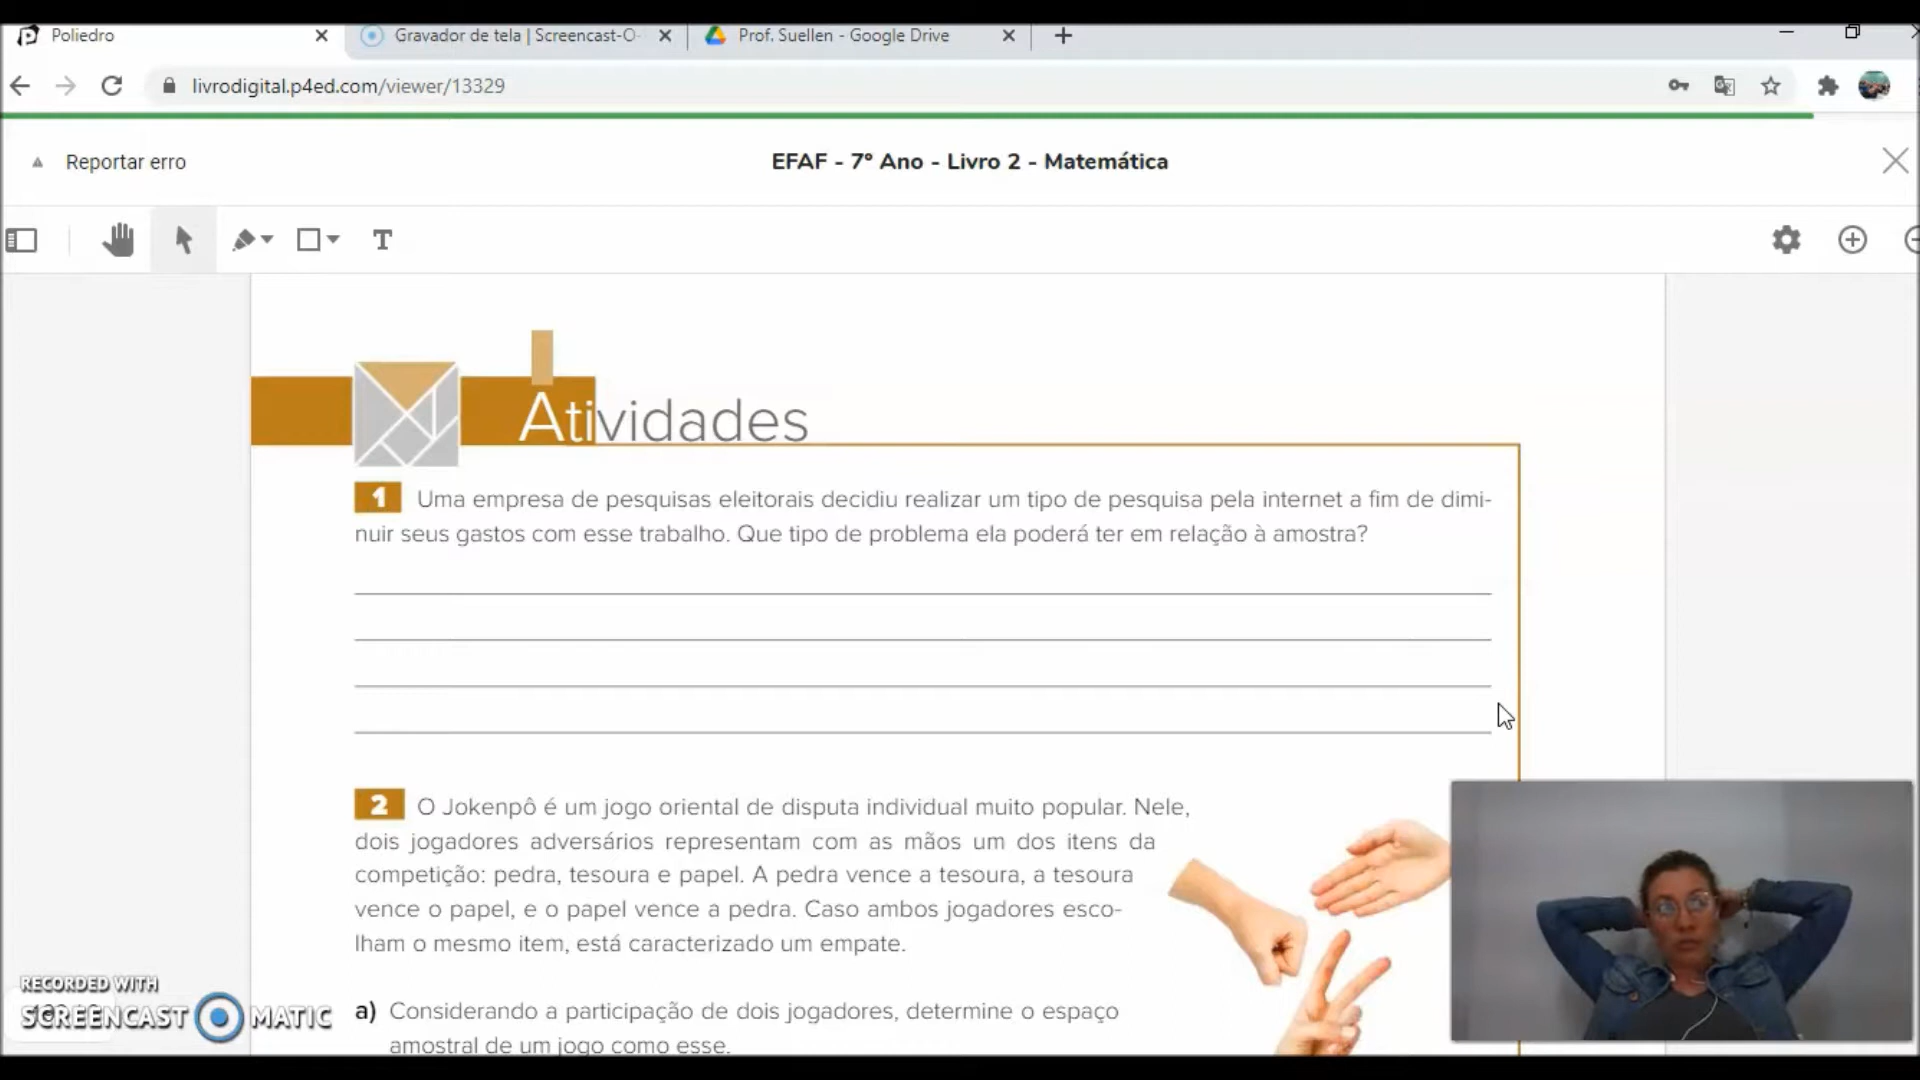 Poliedro
Gravador de tela | Screencast-O-
Prof. Suellen - Google Drive
livrodigital.p4ed.com/viewer/13329
Reportar erro
EFAF - 7º Ano - Livro 2 - Matemática
T
Atividades
1 Uma empresa de pesquisas eleitorais decidiu realizar um tipo de pesquisa pela internet a fim de dimi-
nuir seus gastos com esse trabalho. Que tipo de problema ela poderá ter em relação à amostra?
2 O Jokenpô é um jogo oriental de disputa individual muito popular. Nele,
dois jogadores adversários representam com as mãos um dos itens da
competição: pedra, tesoura e papel. A pedra vence a tesoura, a tesoura
vence o papel, e o papel vence a pedra. Caso ambos jogadores esco-
lham o mesmo item, está caracterizado um empate.
a) Considerando a participação de dois jogadores, determine o espaço
amostral de um jogo como esse.
RECORDED WITH
SCREENCAST MATIC